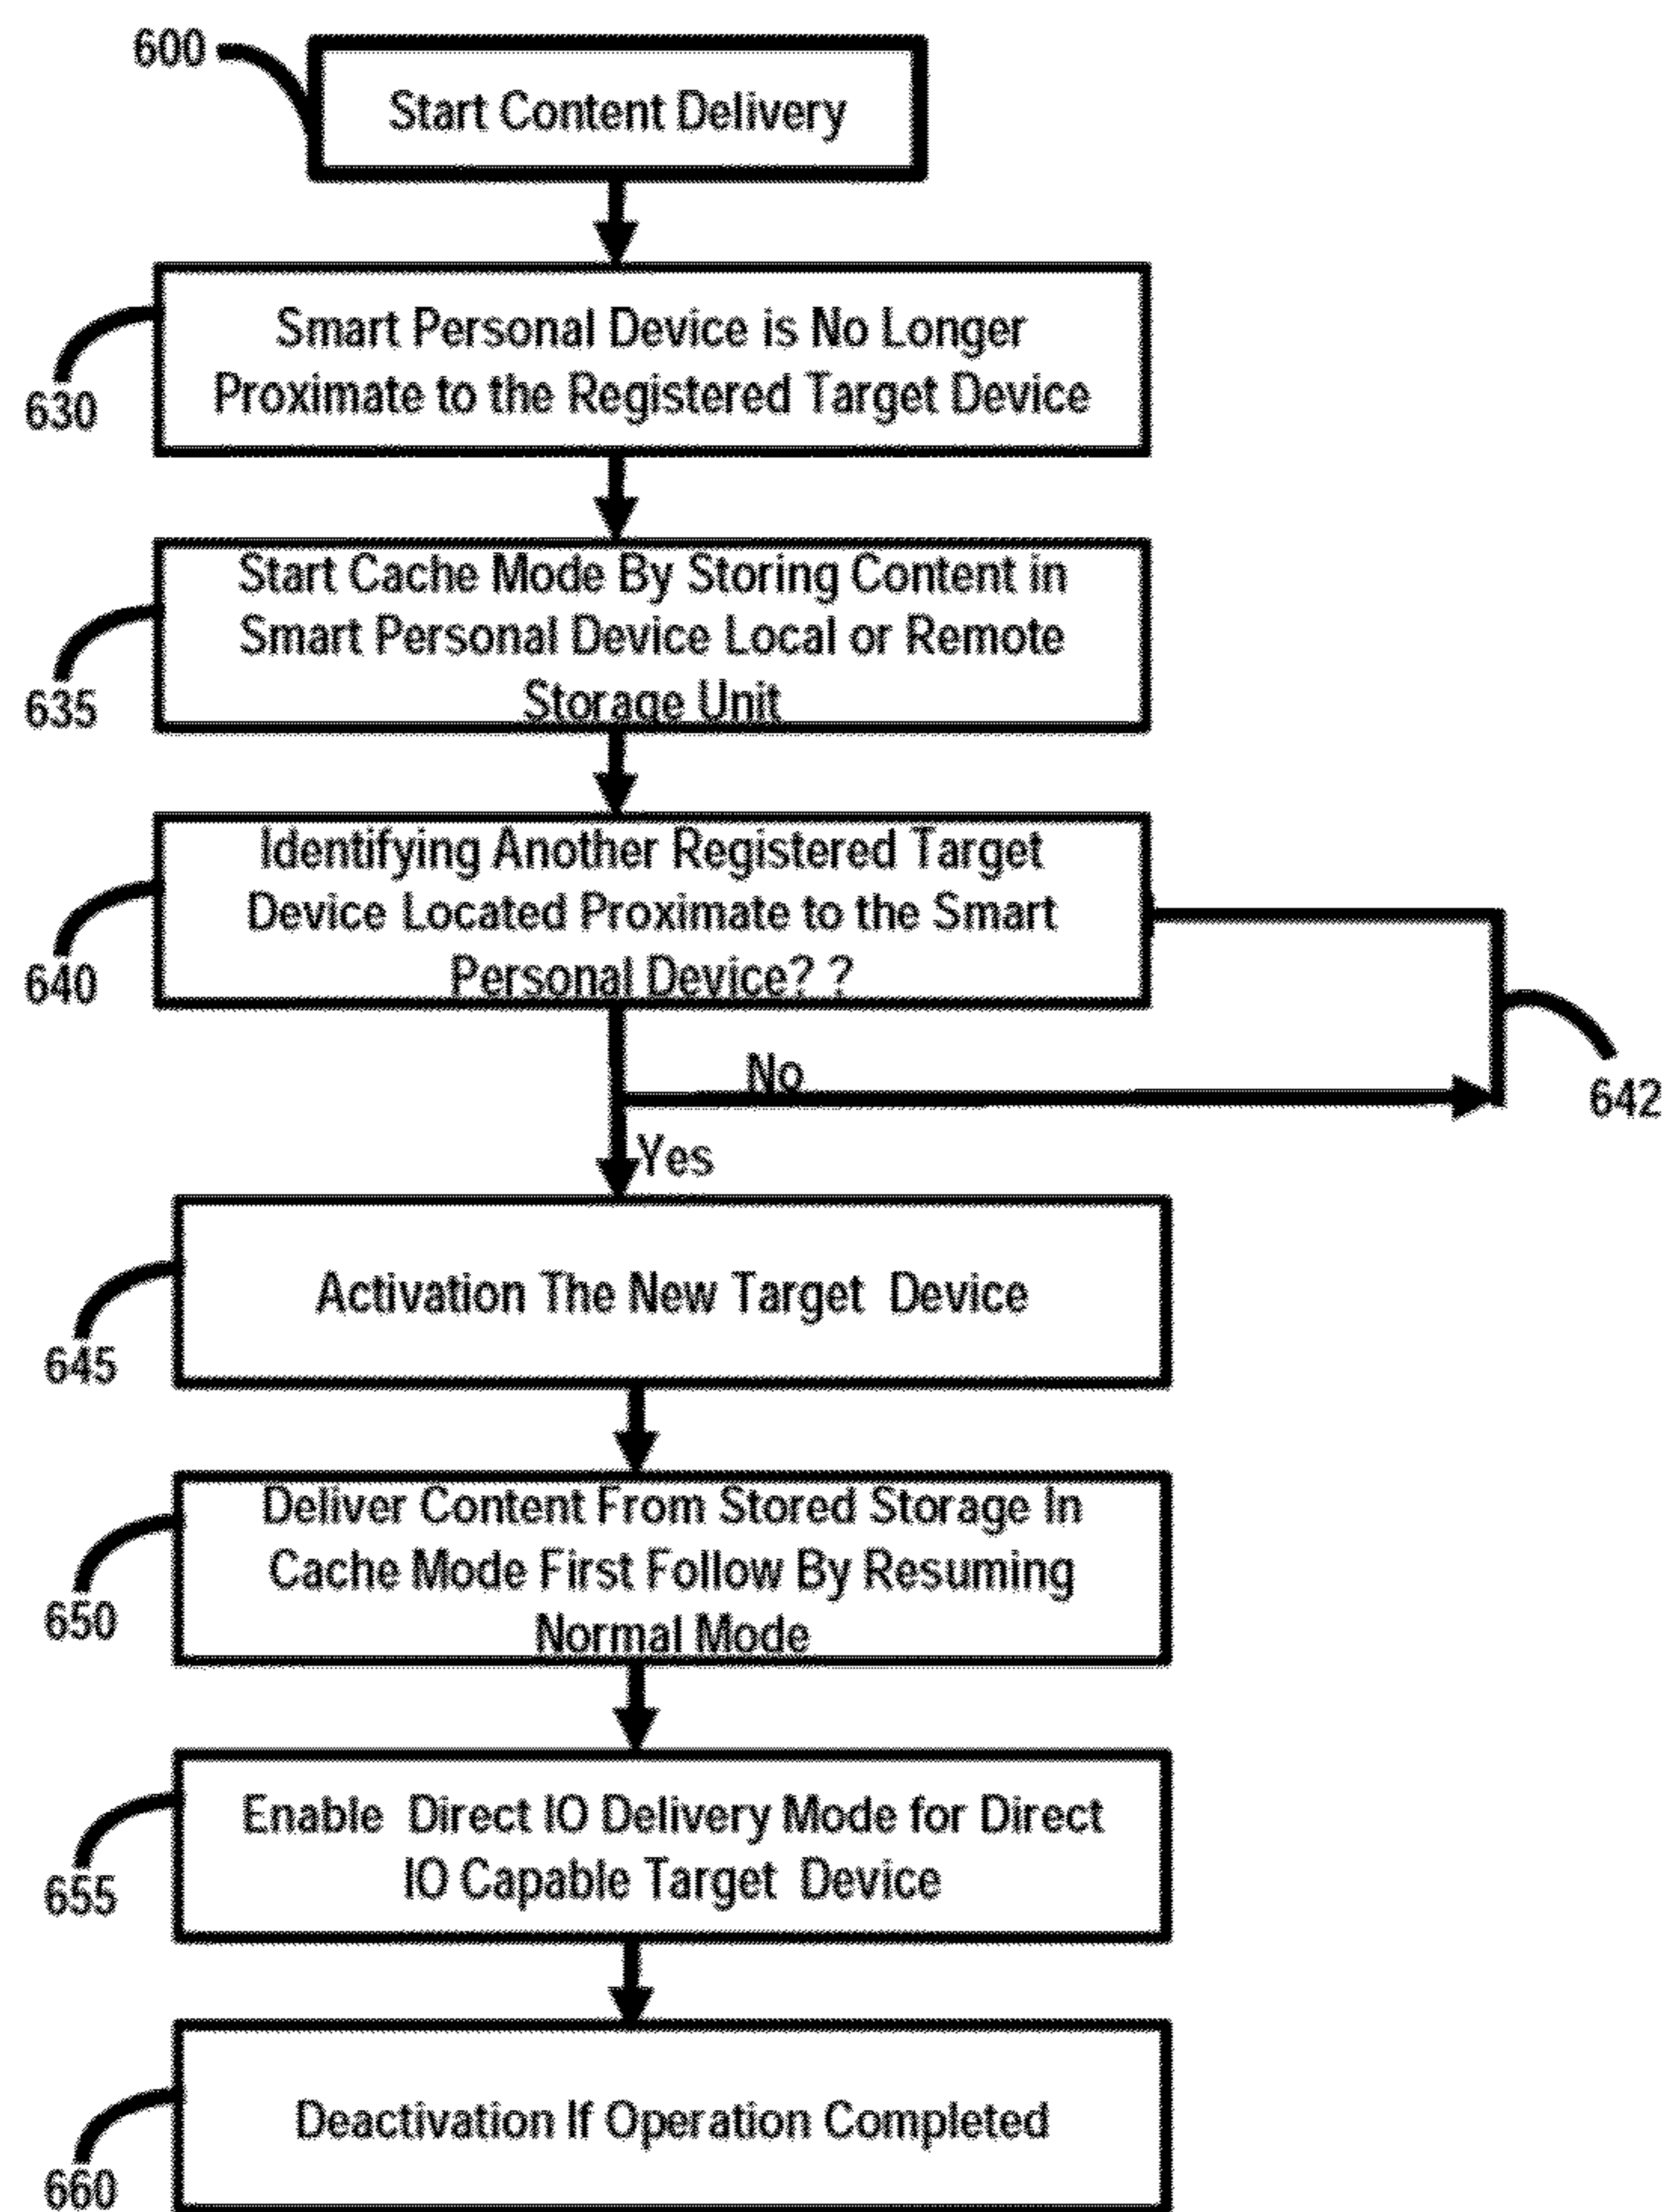 600
Start Content Delivery
Smart Personal Device is No Longer
Proximate to the Registered Target Device
630
Start Cache Mode By Storing Content in
Smart Personal Device Local or Remote
Storage Unit
635
Identifying Another Registered Target
Device Located Proximate to the Smart
Personal Device? ?
640
No
642
Yes
Activation The New Target Device
645
Deliver Content From Stored Storage In
Cache Mode First Follow By Resuming
Normal Mode
650
Enable Direct IO Delivery Mode for Direct
IO Capable Target Device
655
Deactivation If Operation Completed
660